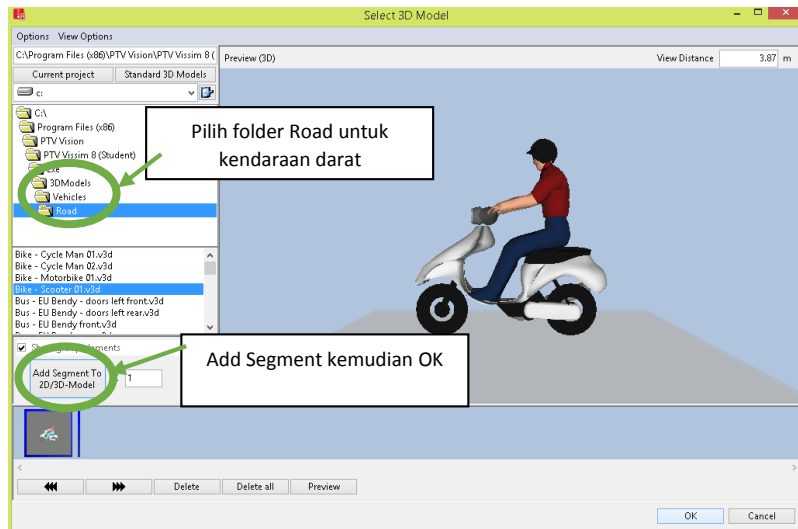 Select 3D Model
Options View Options
C:\Program Files (x86)\PTV Vision\PTV Vissim 8 (
Preview (3D)
View Distance 3.87 m
Current project Standard 3D Models
c:
C:\
Program Files (x86)
PTV Vision
PTV Vissim 8 (Student)
exe
3DModels
Vehicles
Road
Pilih folder Road untuk
kendaraan darat
Bike - Cycle Man 01.v3d
Bike - Cycle Man 02.v3d
Bike - Motorbike 01.v3d
Bike - Scooter 01.v3d
Bus - EU Bendy - doors left front.v3d
Bus - EU Bendy - doors left rear.v3d
Bus - EU Bendy front.v3d
Add Segment To
2D/3D-Model
1
Add Segment kemudian OK
Delete Delete all Preview
OK Cancel